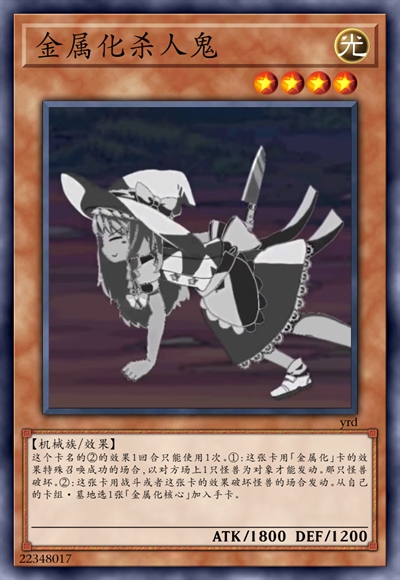 金属化杀人鬼
光
yrd
【机械族/效果】
这个卡名的②的效果1回合只能使用1次。①:这张卡用「金属化」卡的效
果特殊召唤成功的场合,以对方场上1只怪兽为对象才能发动。那只怪兽
破坏。②:这张卡用战斗或者这张卡的效果破坏怪兽的场合发动。从自己
的卡组・墓地选1张「金属化核心」加入手卡。
ATK/1800 DEF/1200
22348017